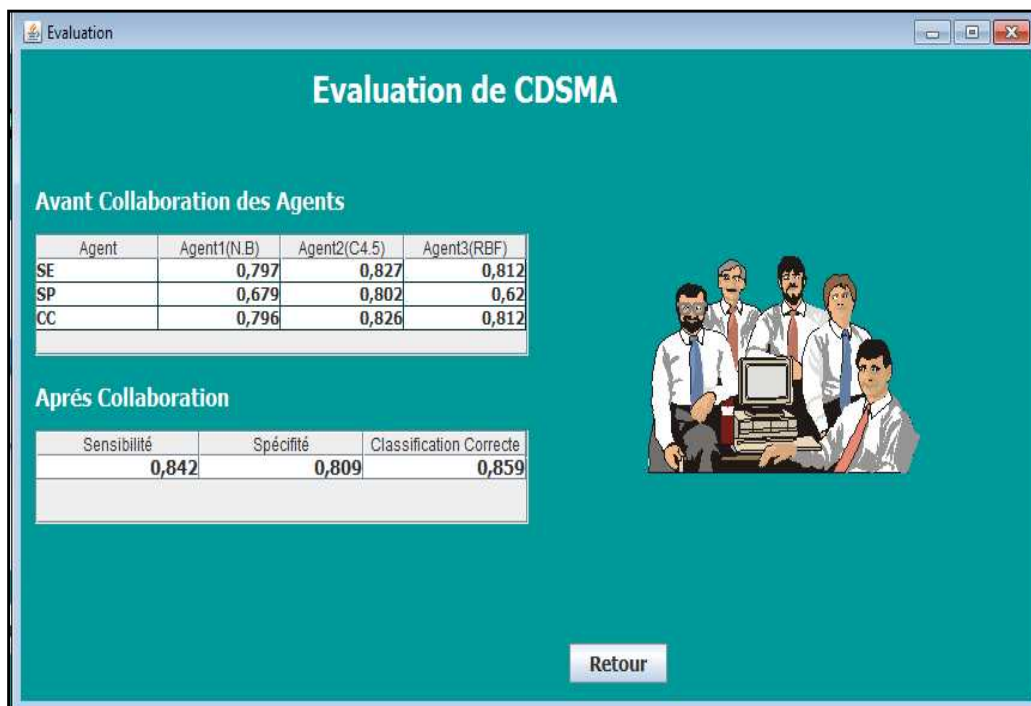 Evaluation
Evaluation de CDSMA
Avant Collaboration des Agents
Agent Agent1(N.B) Agent2(C4.5) Agent3(RBF)
SE 0,797 0,827 0,812
SP 0,679 0,802 0,62
CC 0,796 0,826 0,812
Aprés Collaboration
Sensibilité Spécifité Classification Correcte
0,842 0,809 0,859
Retour